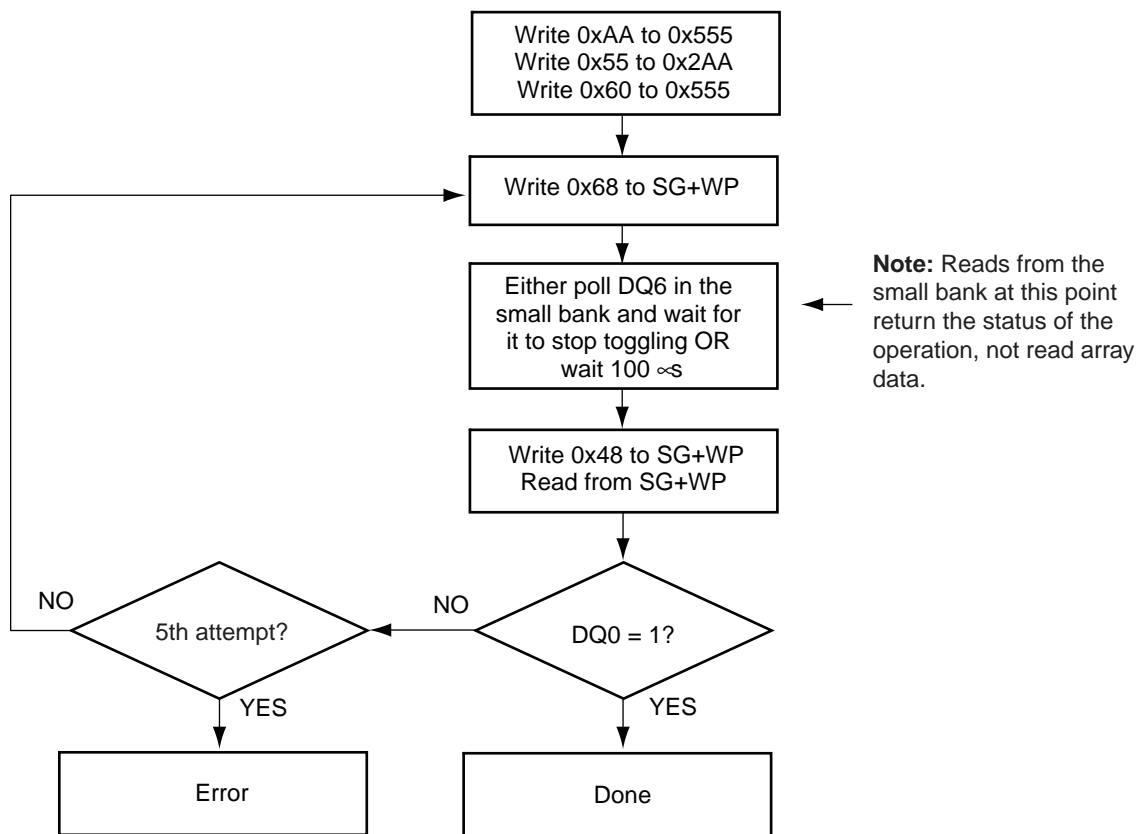 Write 0xAA to 0x555
Write 0x55 to 0x2AA
Write 0x60 to 0x555
Write 0x68 to SG+WP
Either poll DQ6 in the
small bank and wait for
it to stop toggling OR
wait 100 ∝s
Note: Reads from the
small bank at this point
return the status of the
operation, not read array
data.
Write 0x48 to SG+WP
Read from SG+WP
NO
5th attempt?
NO
DQ0 = 1?
YES
YES
Error
Done